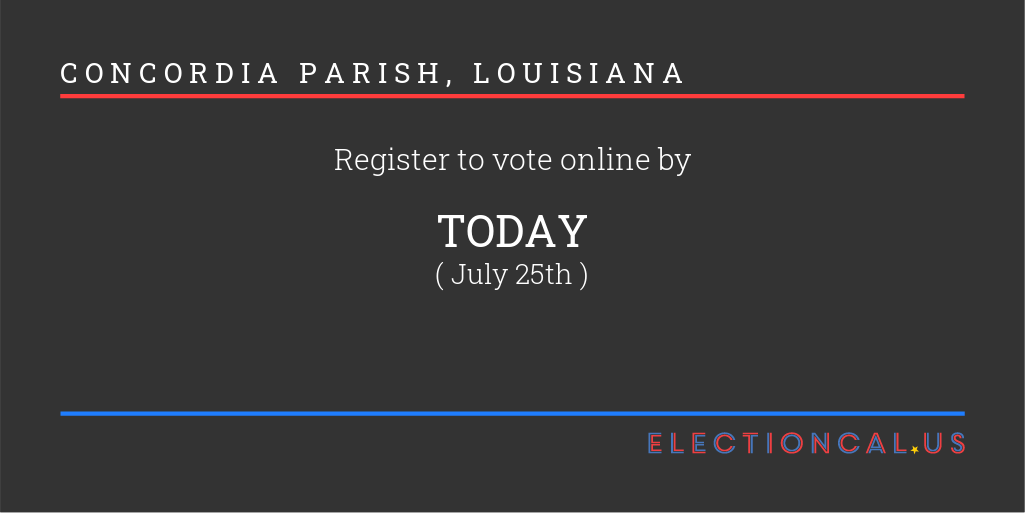 CONCORDIA PARISH, LOUISIANA
Register to vote online by
TODAY
( July 25th )
ELECTIONCAL.US